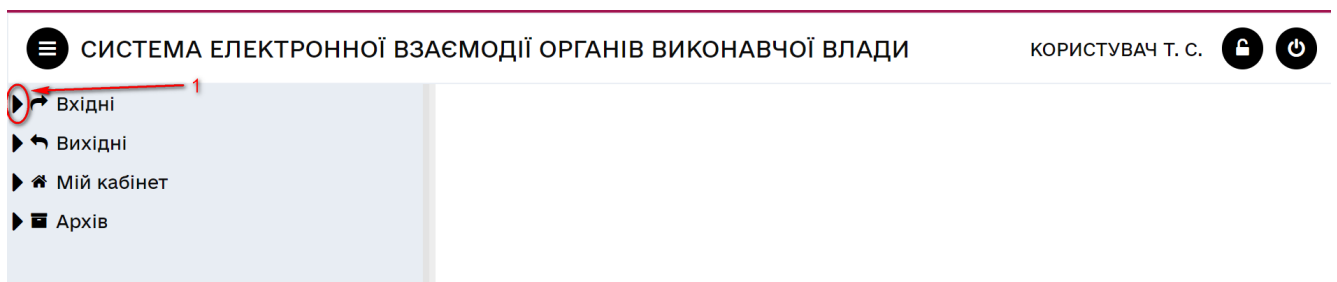 СИСТЕМА ЕЛЕКТРОННОЇ ВЗАЄМОДІЇ ОРГАНІВ ВИКОНАВЧОЇ ВЛАДИ КОРИСТУВАЧ Т. С.
1
Вхідні
Вихідні
Мій кабінет
Архів